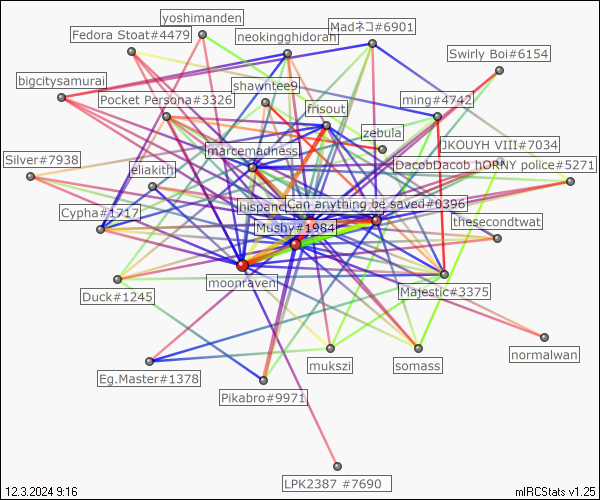 yoshimanden
Fedora Stoat#4479
neokingghidorah
Madネコ#6901
Swirly Boi#6154
bigcitysamurai
shawntee9
Pocket Persona#3326
frisout
ming#4742
zebula
marcemadness
JKOUYH VIII#7034
Silver#7938
eliakith
DacobDacob hORNY police#5271
hispanc
Can anything be saved#0396
Cypha#1717
Mushy#1984
thesecondtwat
moonraven
Duck#1245
Majestic#3375
mukszi
somass
normalwan
Eg.Master#1378
Pikabro#9971
LPK2387 #7690
12.3.2024 9:16
mIRCStats v1.25